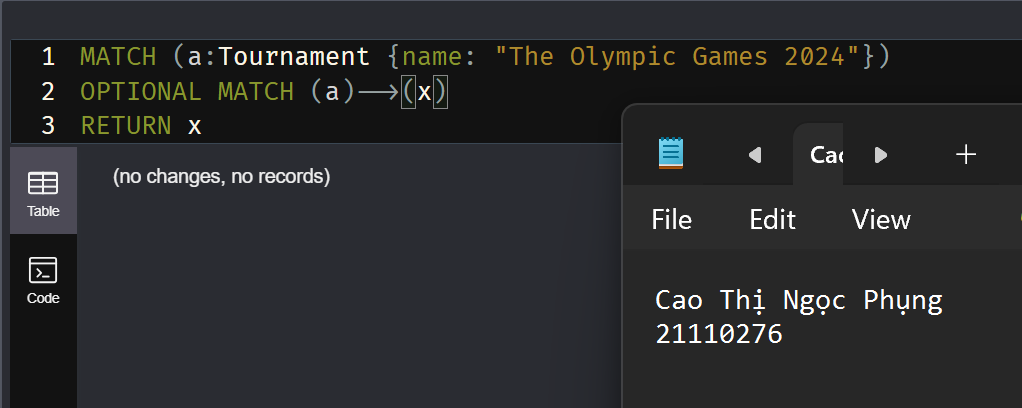 1 MATCH (a:Tournament {name: "The Olympic Games 2024"})
2 OPTIONAL MATCH (a)-->(x)
3 RETURN x
(no changes, no records)
Table
Code
Cao
File Edit View
Cao Thị Ngọc Phụng
21110276